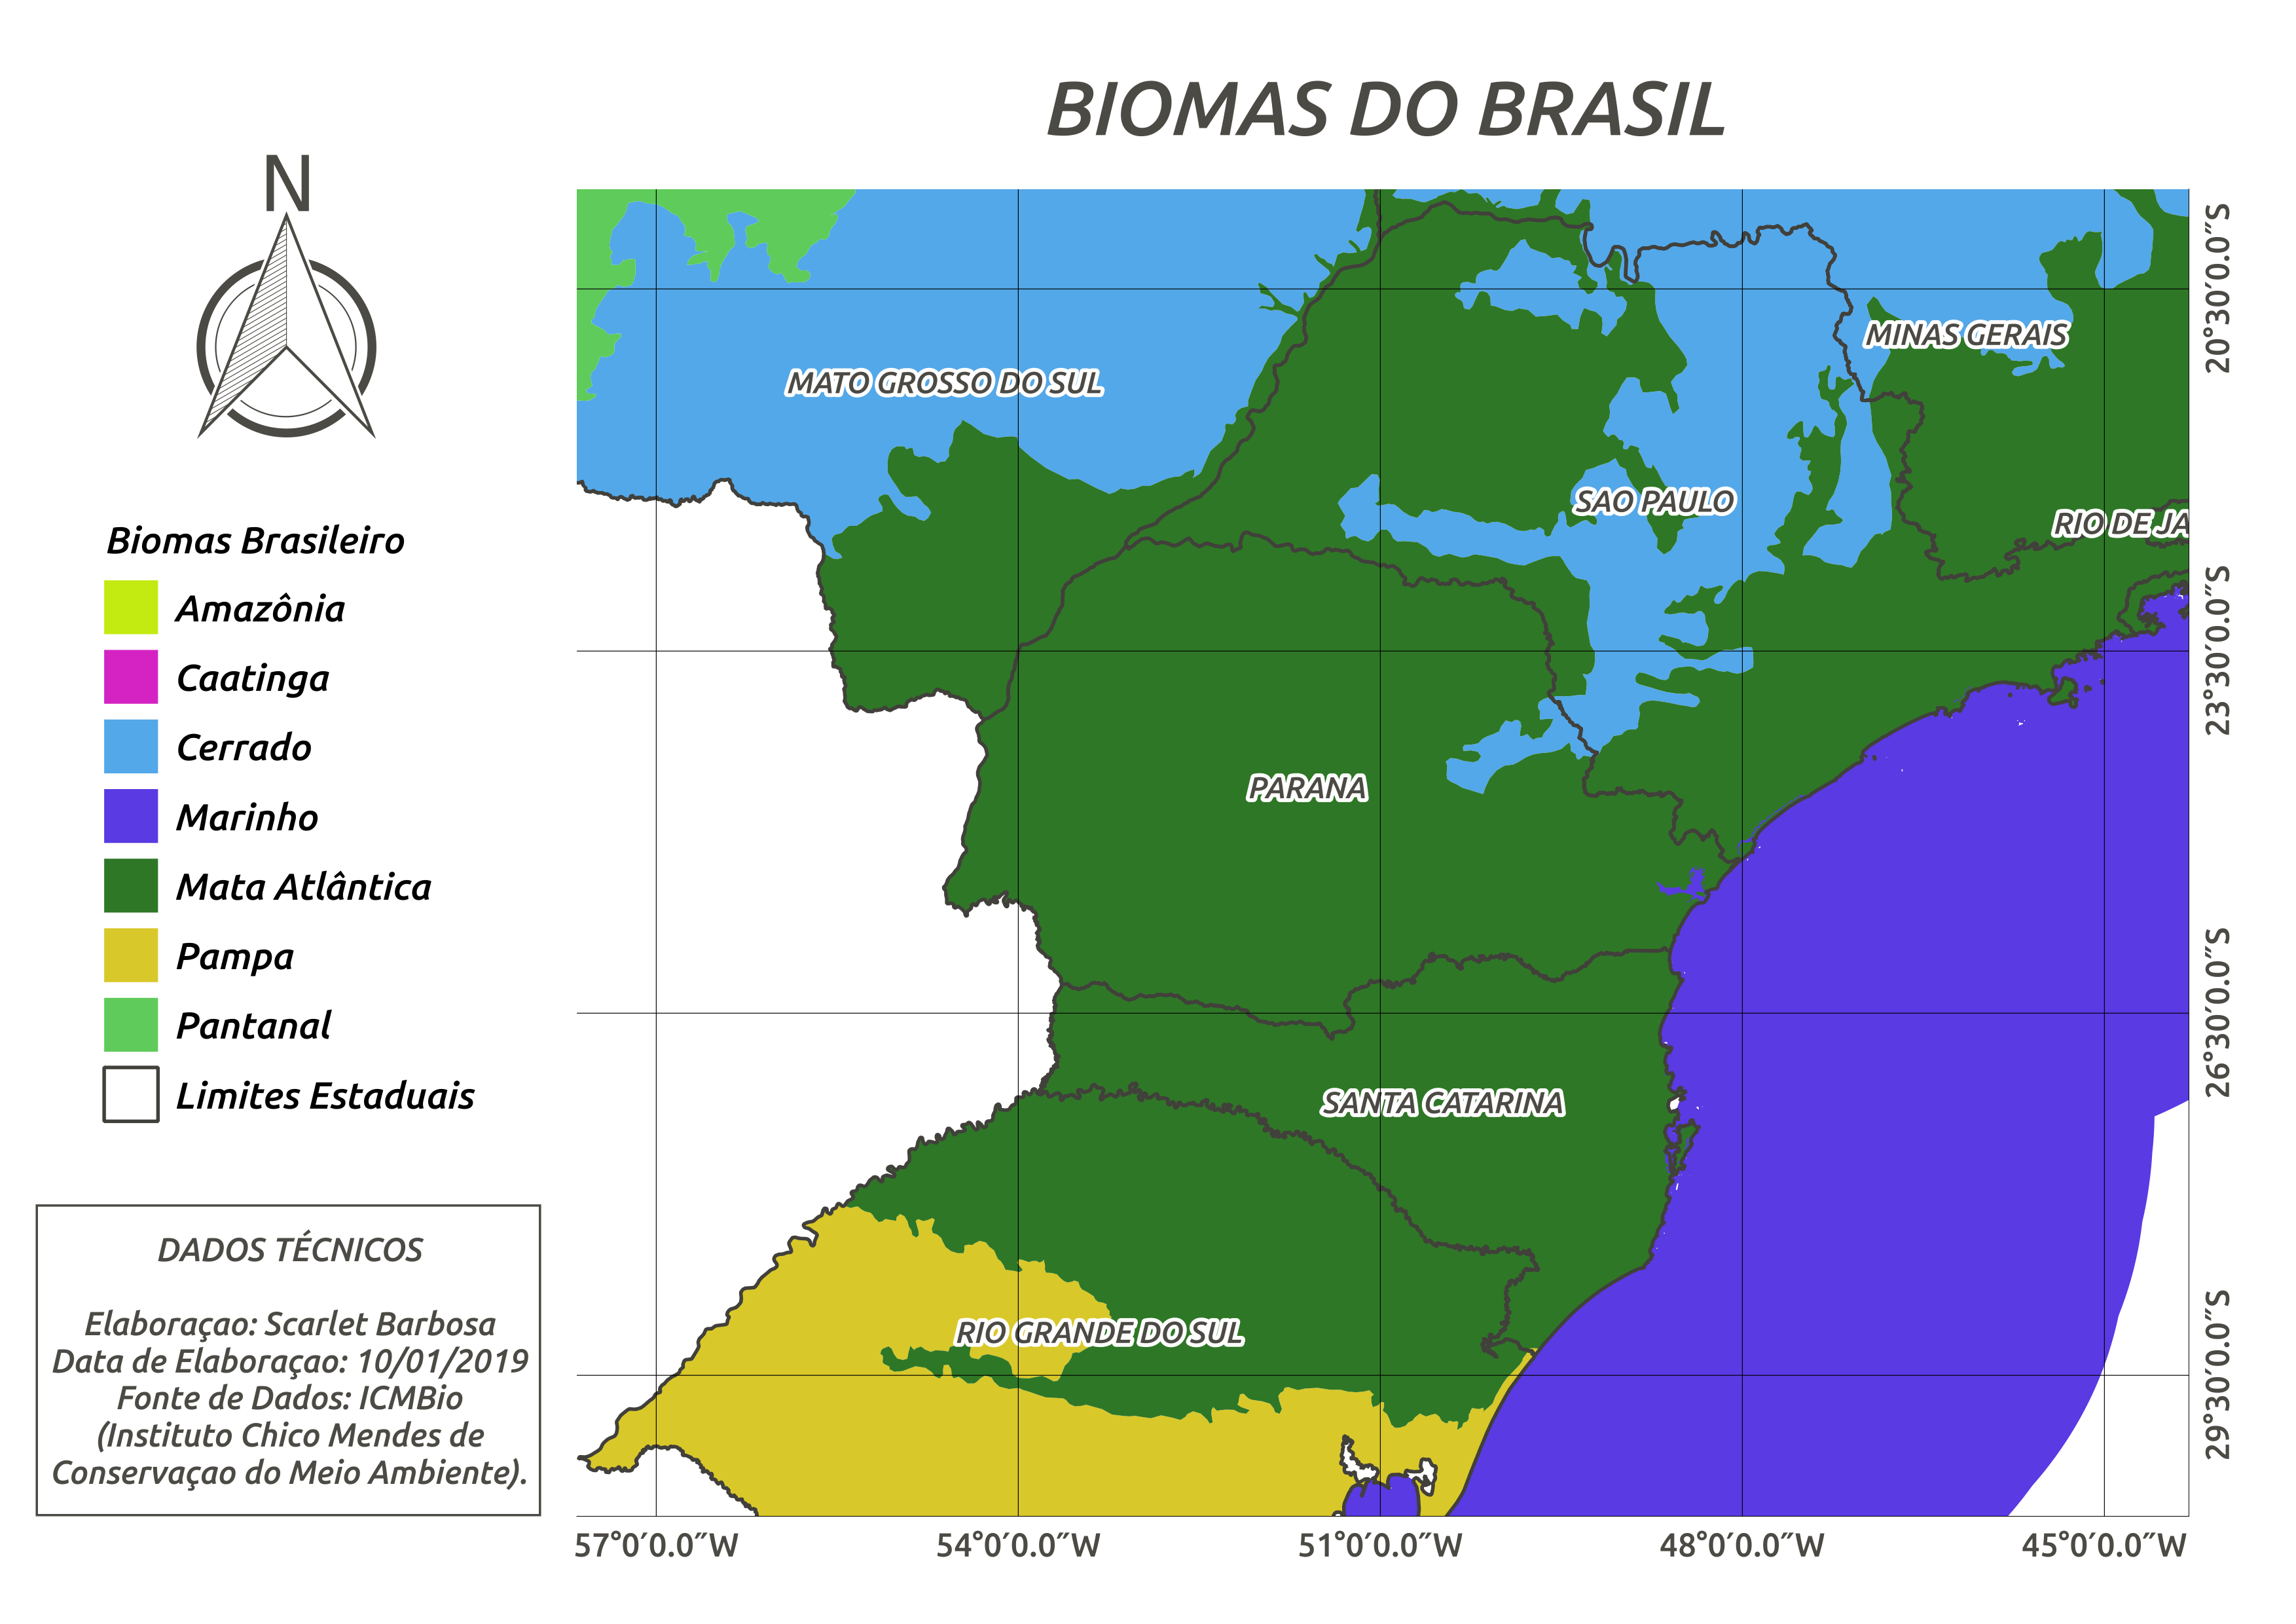 BIOMAS DO BRASIL
N
Biomas Brasileiro
Amazônia
Caatinga
Cerrado
Marinho
Mata Atlântica
Pampa
Pantanal
Limites Estaduais
DADOS TÉCNICOS
Elaboraçao: Scarlet Barbosa
Data de Elaboraçao: 10/01/2019
Fonte de Dados: ICMBio
(Instituto Chico Mendes de
Conservaçao do Meio Ambiente).
MINAS GERAIS
MATO GROSSO DO SUL
SAO PAULO
RIO DE JA
PARANA
SANTA CATARINA
RIO GRANDE DO SUL
20°30′0.0″S
23°30′0.0″S
26°30′0.0″S
29°30′0.0″S
57°0′0.0″W
54°0′0.0″W
51°0′0.0″W
48°0′0.0″W
45°0′0.0″W